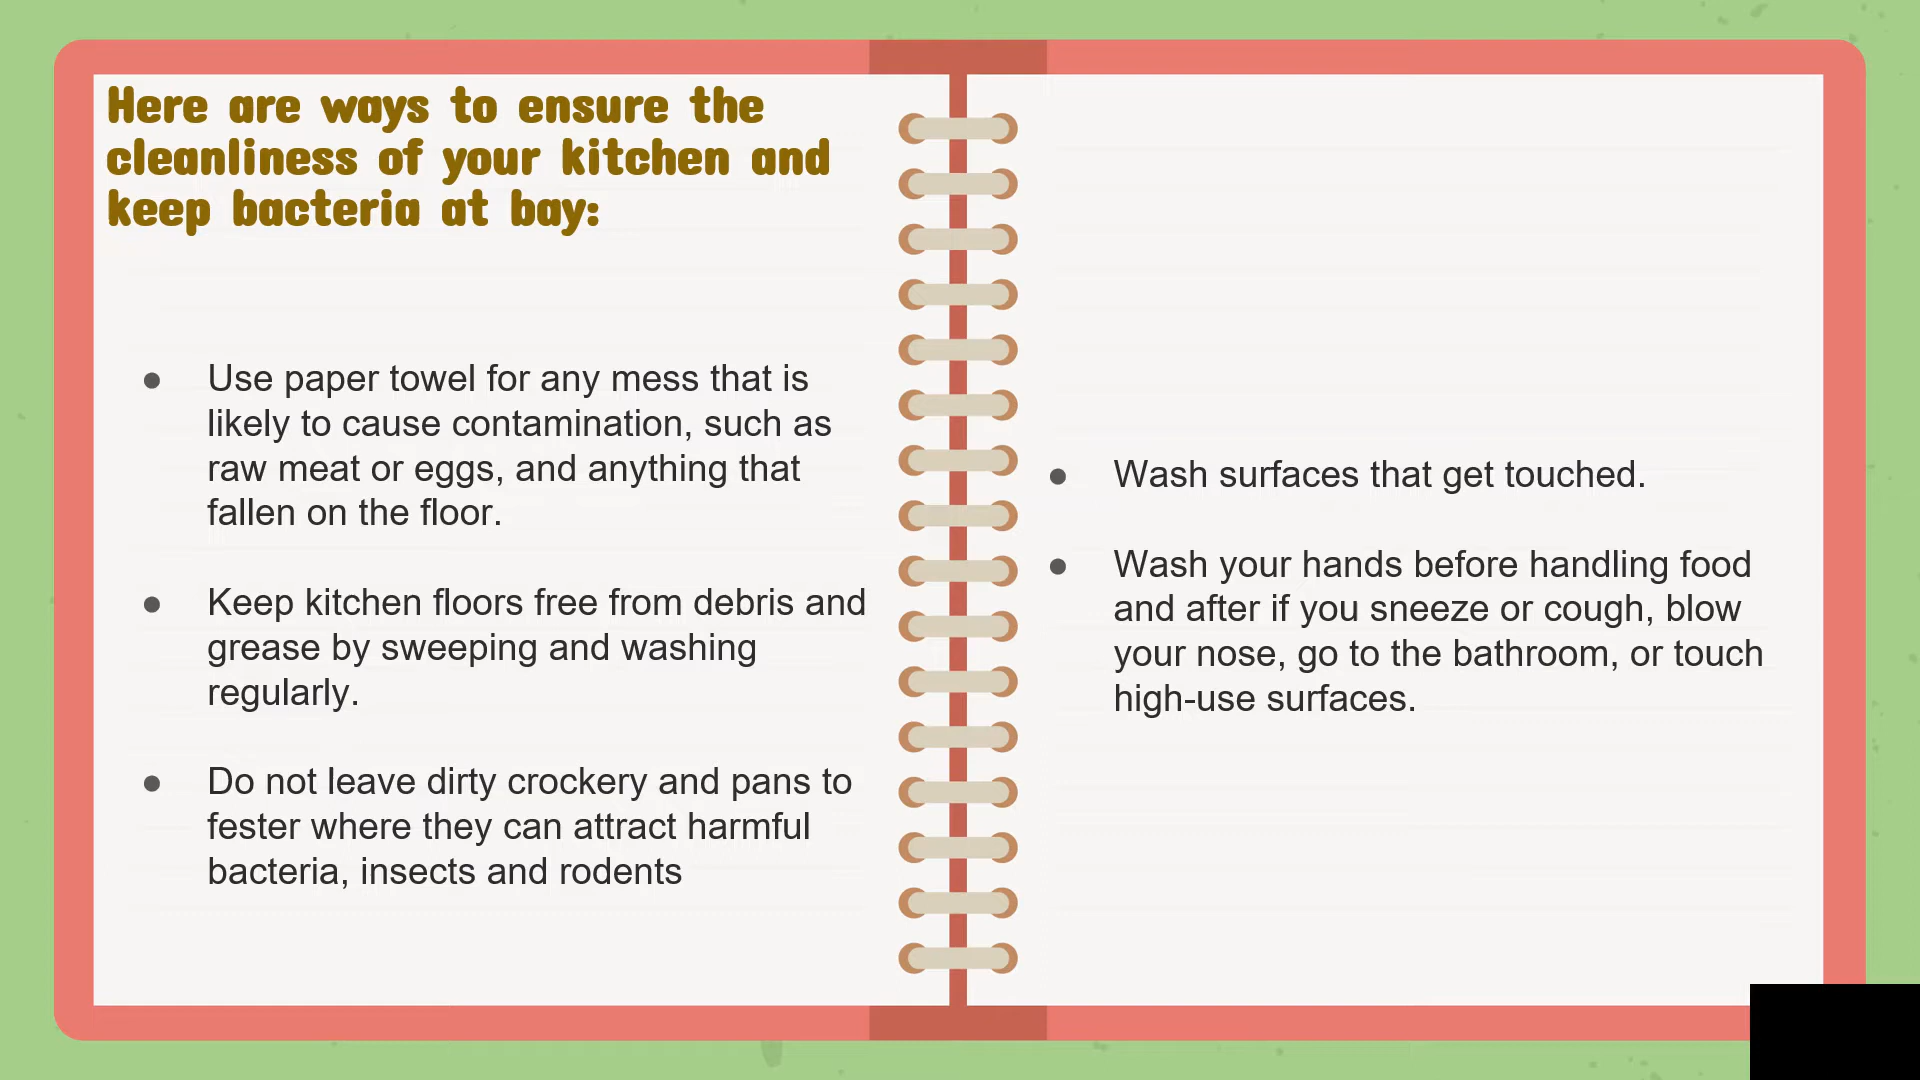 Here are ways to ensure the
cleanliness of your kitchen and
keep bacteria at bay:
● Use paper towel for any mess that is
likely to cause contamination, such as
raw meat or eggs, and anything that
fallen on the floor.
● Keep kitchen floors free from debris and
grease by sweeping and washing
regularly.
● Do not leave dirty crockery and pans to
fester where they can attract harmful
bacteria, insects and rodents
● Wash surfaces that get touched.
● Wash your hands before handling food
and after if you sneeze or cough, blow
your nose, go to the bathroom, or touch
high-use surfaces.